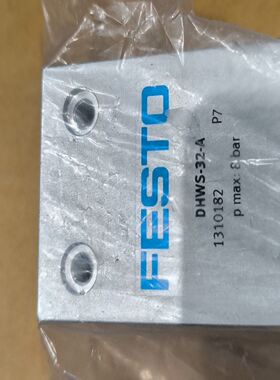 FESTO
DHWS-32-A
1310182 P7
p max: 8 bar